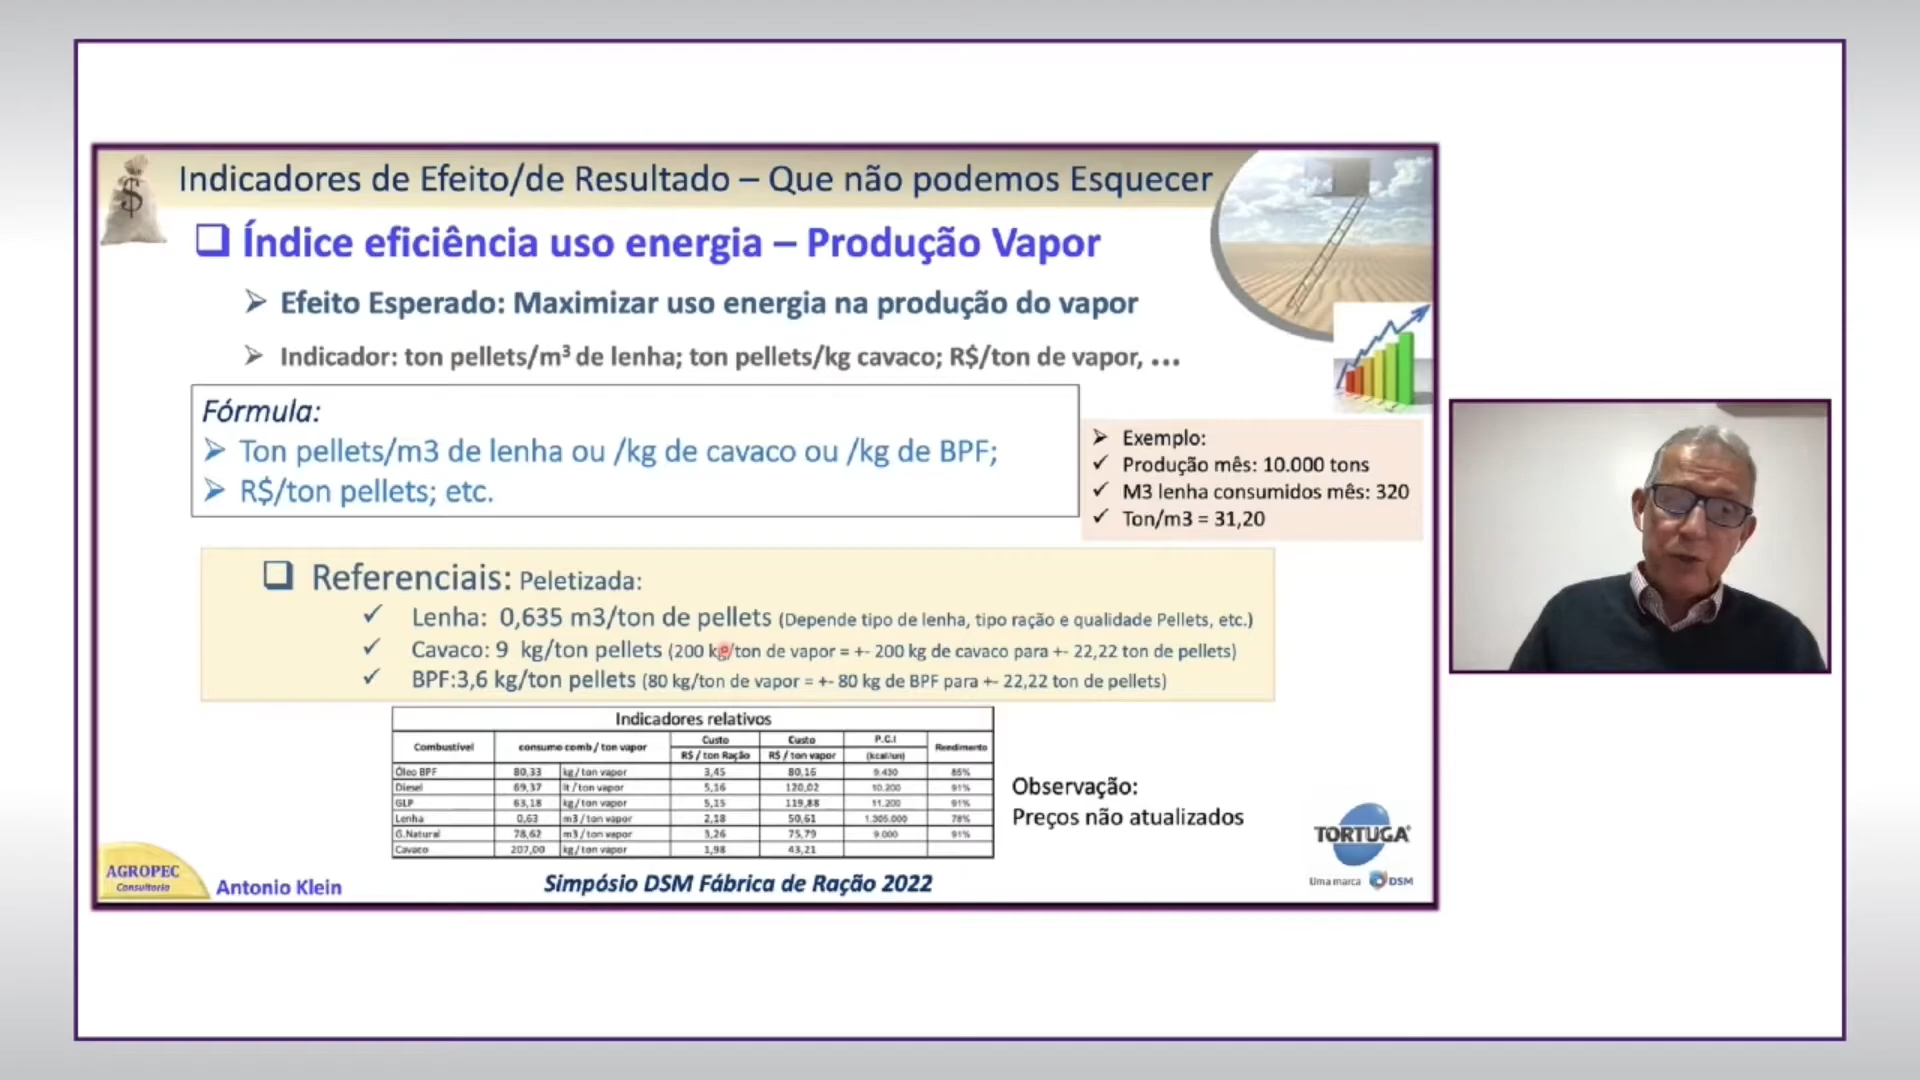 Indicadores de Efeito/de Resultado – Que não podemos Esquecer
$
❑ Índice eficiência uso energia – Produção Vapor
➢ Efeito Esperado: Maximizar uso energia na produção do vapor
➢ Indicador: ton pellets/m³ de lenha; ton pellets/kg cavaco; R$/ton de vapor, ...
Fórmula:
➢ Ton pellets/m3 de lenha ou /kg de cavaco ou /kg de BPF;
➢ R$/ton pellets; etc.
➢ Exemplo:
✓ Produção mês: 10.000 tons
✓ M3 lenha consumidos mês: 320
✓ Ton/m3 = 31,20
❑ Referenciais: Peletizada:
✓ Lenha: 0,635 m3/ton de pellets (Depende tipo de lenha, tipo ração e qualidade Pellets, etc.)
✓ Cavaco: 9 kg/ton pellets (200 kg/ton de vapor = +- 200 kg de cavaco para +- 22,22 ton de pellets)
✓ BPF:3,6 kg/ton pellets (80 kg/ton de vapor = +- 80 kg de BPF para +- 22,22 ton de pellets)
Indicadores relativos
Combustível consumo comb / ton vapor Custo R$ / ton Ração Custo R$ / ton vapor P.C.I (kcal/un) Rendimento
Óleo BPF 80,33 kg / ton vapor 3,45 80,16 9.430 85%
Diesel 69,37 lt / ton vapor 5,16 120,02 10.200 91%
GLP 63,18 kg / ton vapor 5,15 119,88 11.200 91%
Lenha 0,63 m3 / ton vapor 2,18 50,61 1.305.000 78%
G.Natural 78,62 m3 / ton vapor 3,26 75,79 9.000 91%
Cavaco 207,00 kg / ton vapor 1,98 43,21
Observação:
Preços não atualizados
AGROPEC
Consultoria
Antonio Klein
Simpósio DSM Fábrica de Ração 2022
TORTUGA
Uma marca DSM